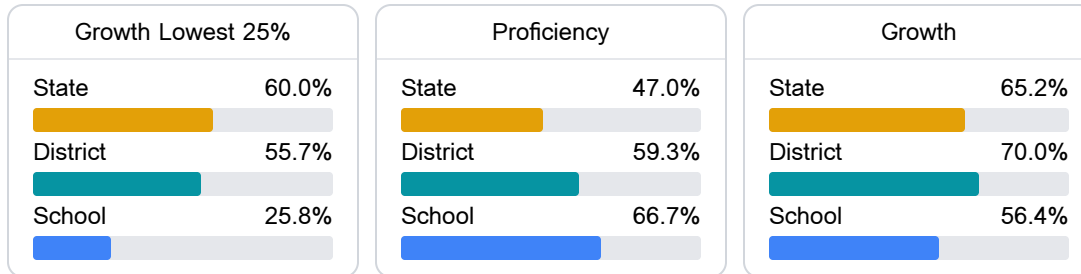 Growth Lowest 25%
State 60.0%
District 55.7%
School 25.8%
Proficiency
State 47.0%
District 59.3%
School 66.7%
Growth
State 65.2%
District 70.0%
School 56.4%